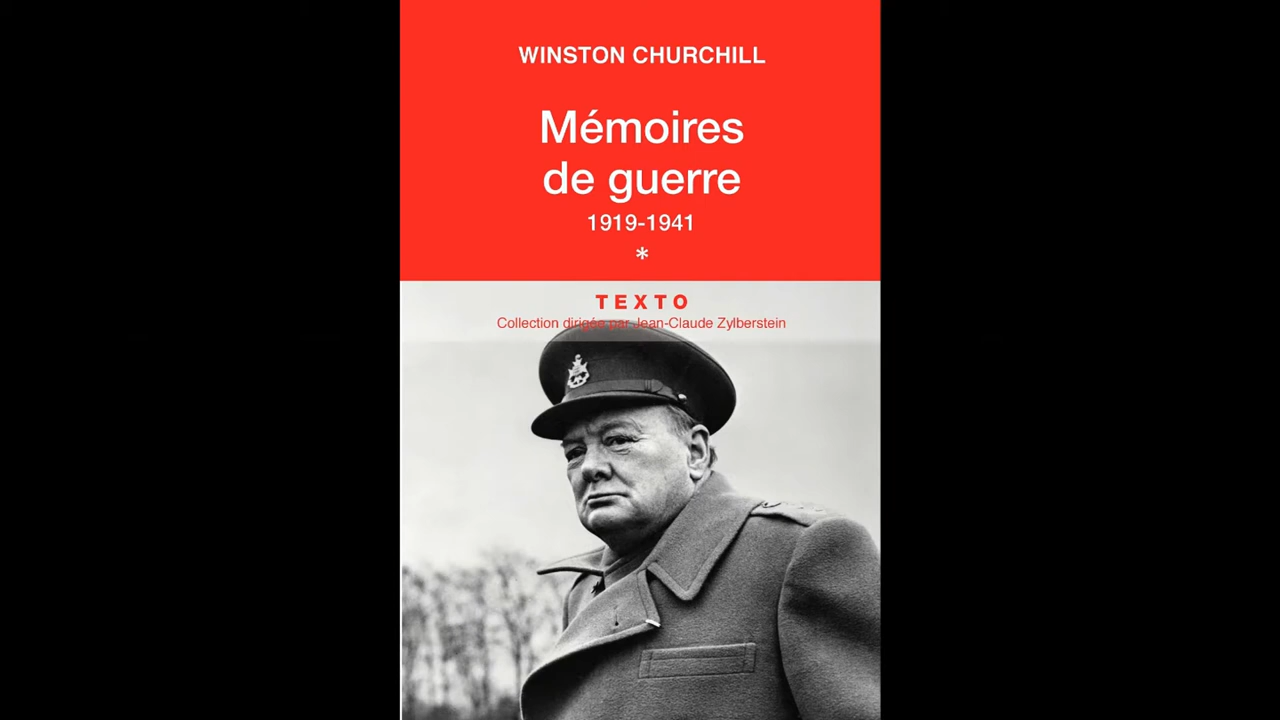 WINSTON CHURCHILL
Mémoires
de guerre
1919-1941
*
TEXTO
Collection dirigée par Jean-Claude Zylberstein